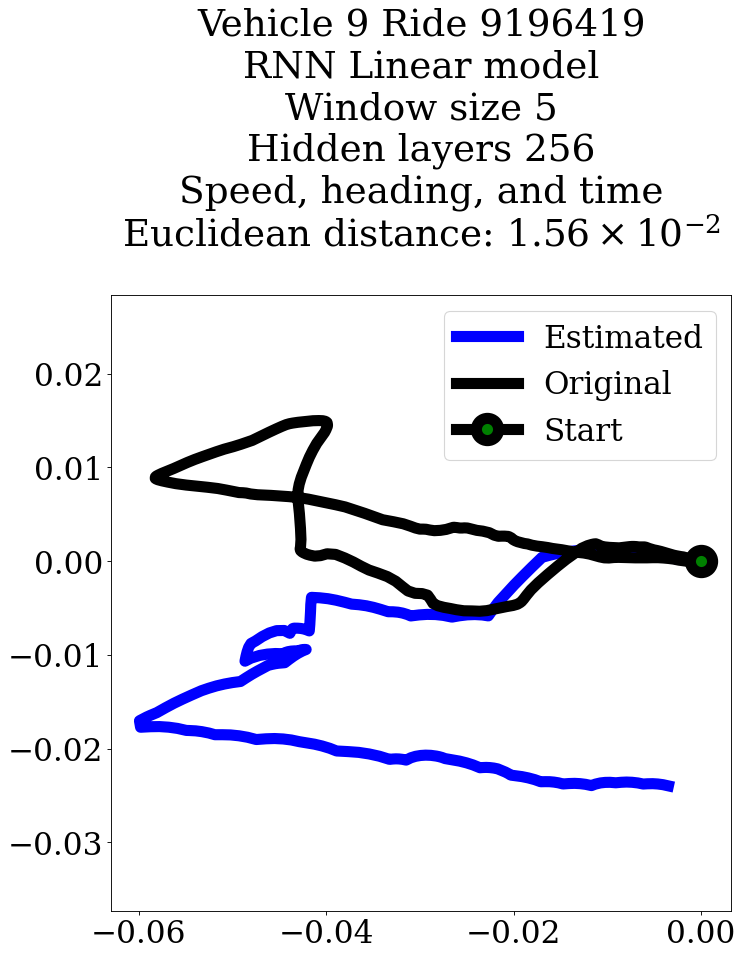 Vehicle 9 Ride 9196419
RNN Linear model
Window size 5
Hidden layers 256
Speed, heading, and time
Euclidean distance: 1.56 × 10⁻²
Estimated
Original
Start
0.02
0.01
0.00
−0.01
−0.02
−0.03
−0.06
−0.04
−0.02
0.00